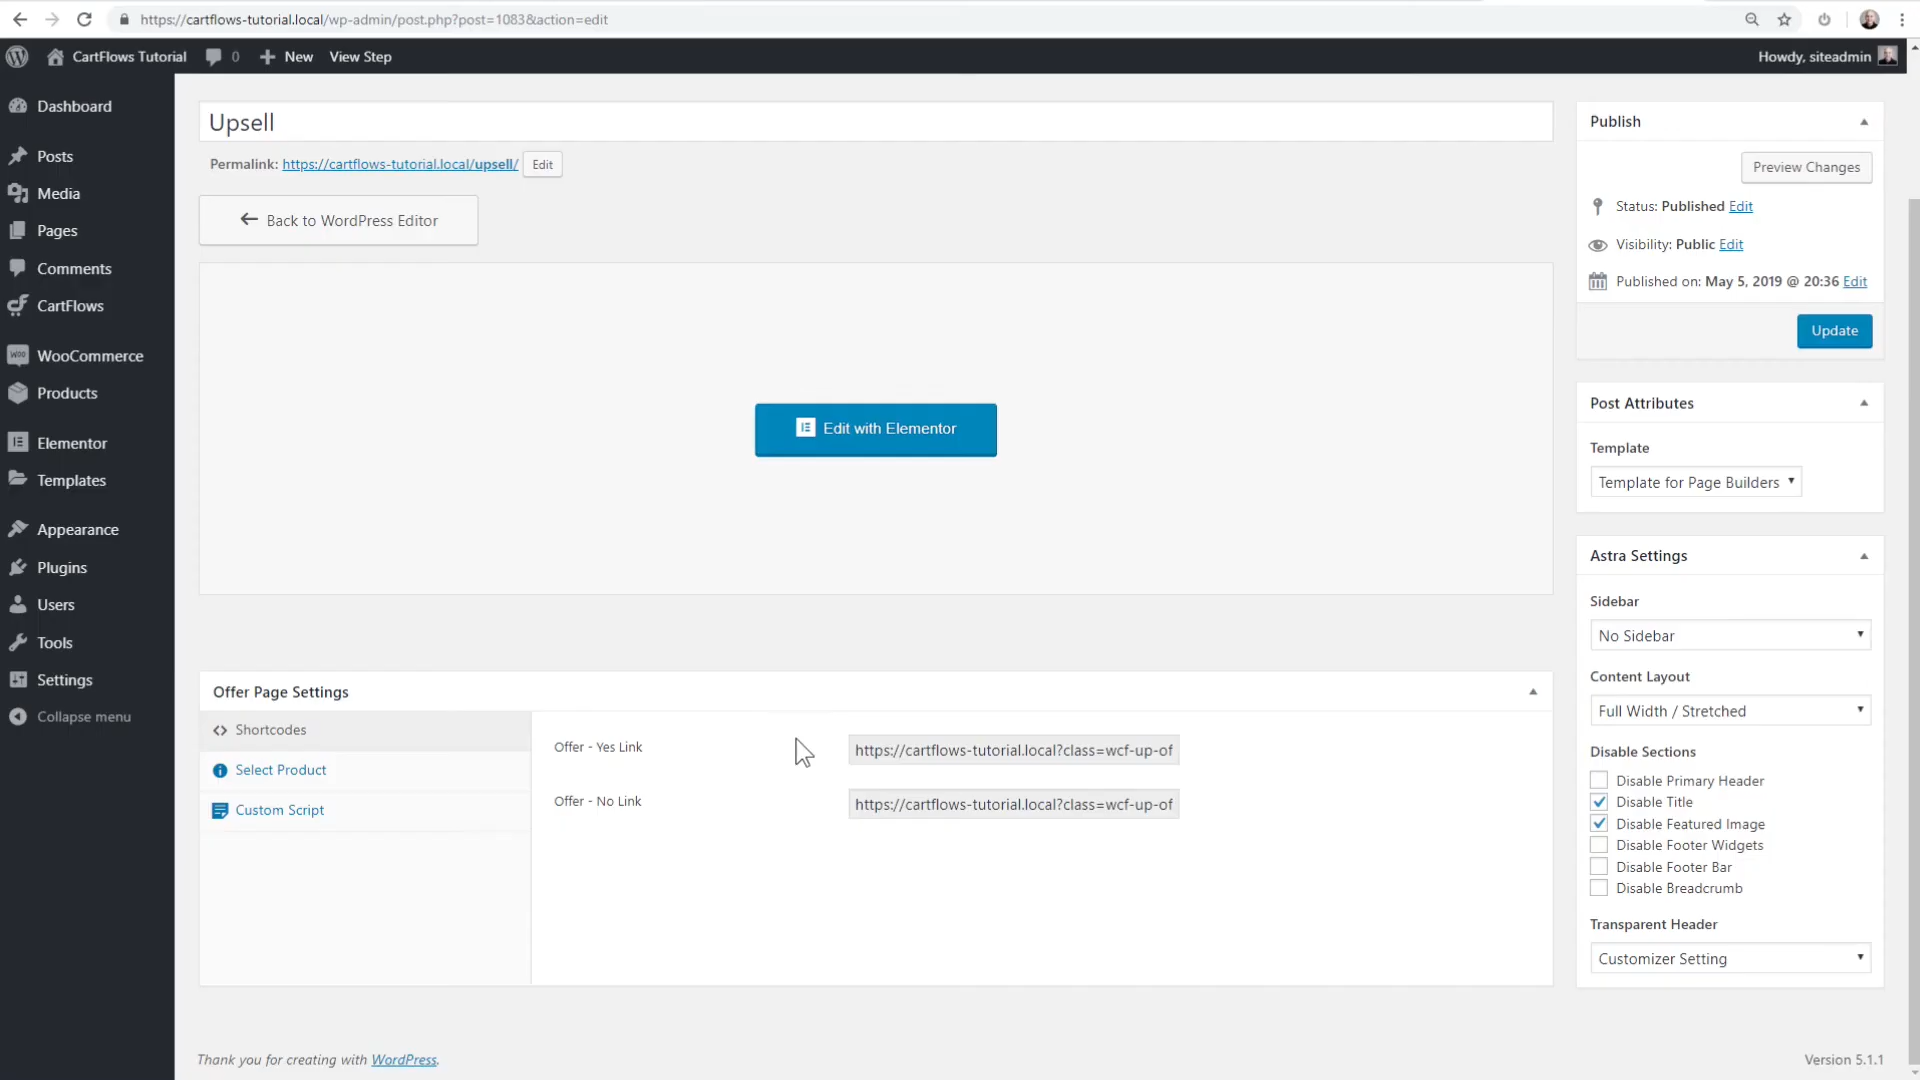 https://cartflows-tutorial.local/wp-admin/post.php?post=1083&action=edit
CartFlows Tutorial
0
New
View Step
Howdy, siteadmin
Dashboard
Posts
Media
Pages
Comments
CartFlows
WooCommerce
Products
Elementor
Templates
Appearance
Plugins
Users
Tools
Settings
Collapse menu
Upsell
Permalink: https://cartflows-tutorial.local/upsell/ Edit
Back to WordPress Editor
Edit with Elementor
Offer Page Settings
Shortcodes
Select Product
Custom Script
Offer - Yes Link
https://cartflows-tutorial.local?class=wcf-up-of
Offer - No Link
https://cartflows-tutorial.local?class=wcf-up-of
Publish
Preview Changes
Status: Published Edit
Visibility: Public Edit
Published on: May 5, 2019 @ 20:36 Edit
Update
Post Attributes
Template
Template for Page Builders
Astra Settings
Sidebar
No Sidebar
Content Layout
Full Width / Stretched
Disable Sections
Disable Primary Header
Disable Title
Disable Featured Image
Disable Footer Widgets
Disable Footer Bar
Disable Breadcrumb
Transparent Header
Customizer Setting
Thank you for creating with WordPress.
Version 5.1.1